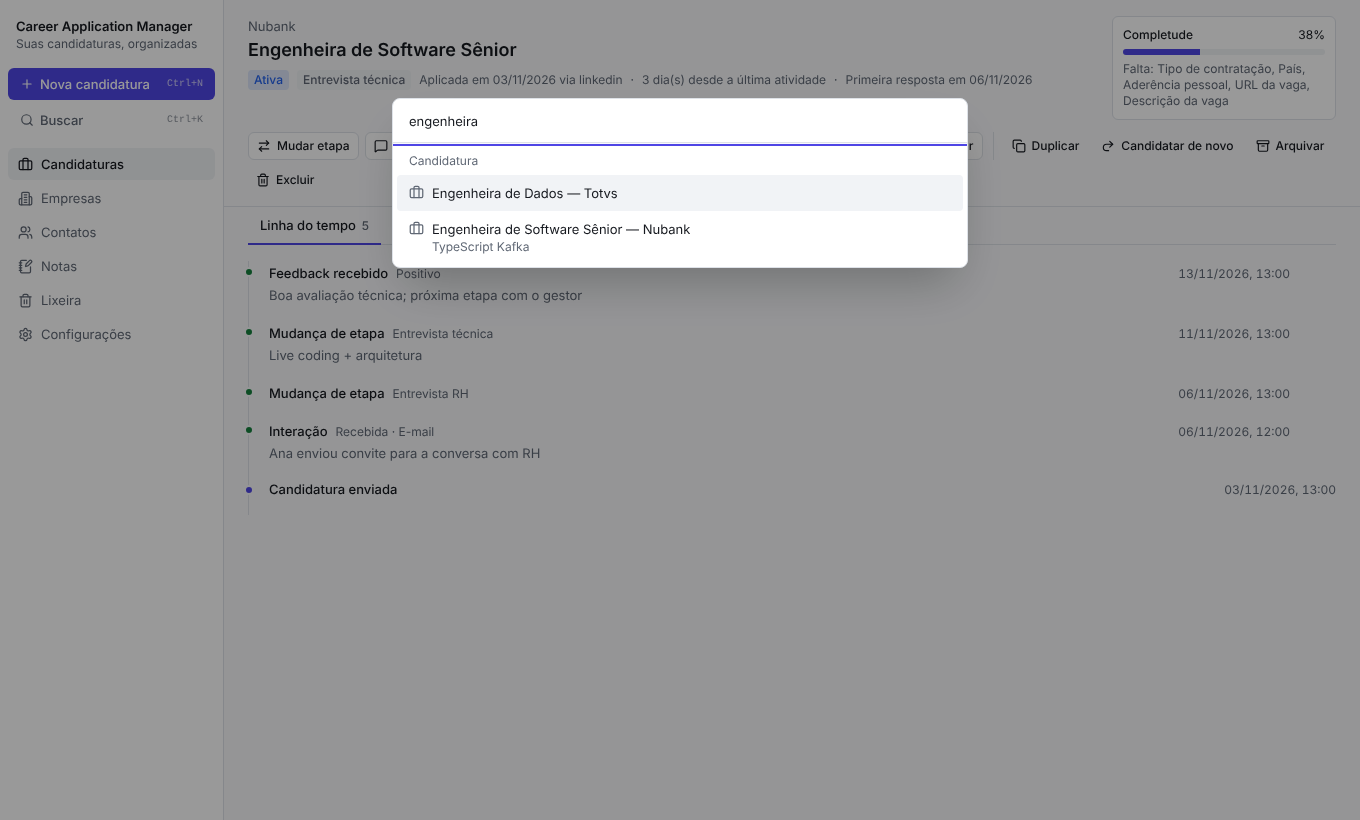 Career Application Manager
Suas candidaturas, organizadas
Nova candidatura Ctrl+N
Buscar Ctrl+K
Candidaturas
Empresas
Contatos
Notas
Lixeira
Configurações
Nubank
Engenheira de Software Sênior
Ativa Entrevista técnica Aplicada em 03/11/2026 via linkedin · 3 dia(s) desde a última atividade · Primeira resposta em 06/11/2026
Completude 38%
Falta: Tipo de contratação, País,
Aderência pessoal, URL da vaga,
Descrição da vaga
Mudar etapa
Duplicar
Candidatar de novo
Arquivar
Excluir
engenheira
Candidatura
Engenheira de Dados — Totvs
Engenheira de Software Sênior — Nubank
TypeScript Kafka
Linha do tempo 5
Feedback recebido Positivo 13/11/2026, 13:00
Boa avaliação técnica; próxima etapa com o gestor
Mudança de etapa Entrevista técnica 11/11/2026, 13:00
Live coding + arquitetura
Mudança de etapa Entrevista RH 06/11/2026, 13:00
Interação Recebida · E-mail 06/11/2026, 12:00
Ana enviou convite para a conversa com RH
Candidatura enviada 03/11/2026, 13:00